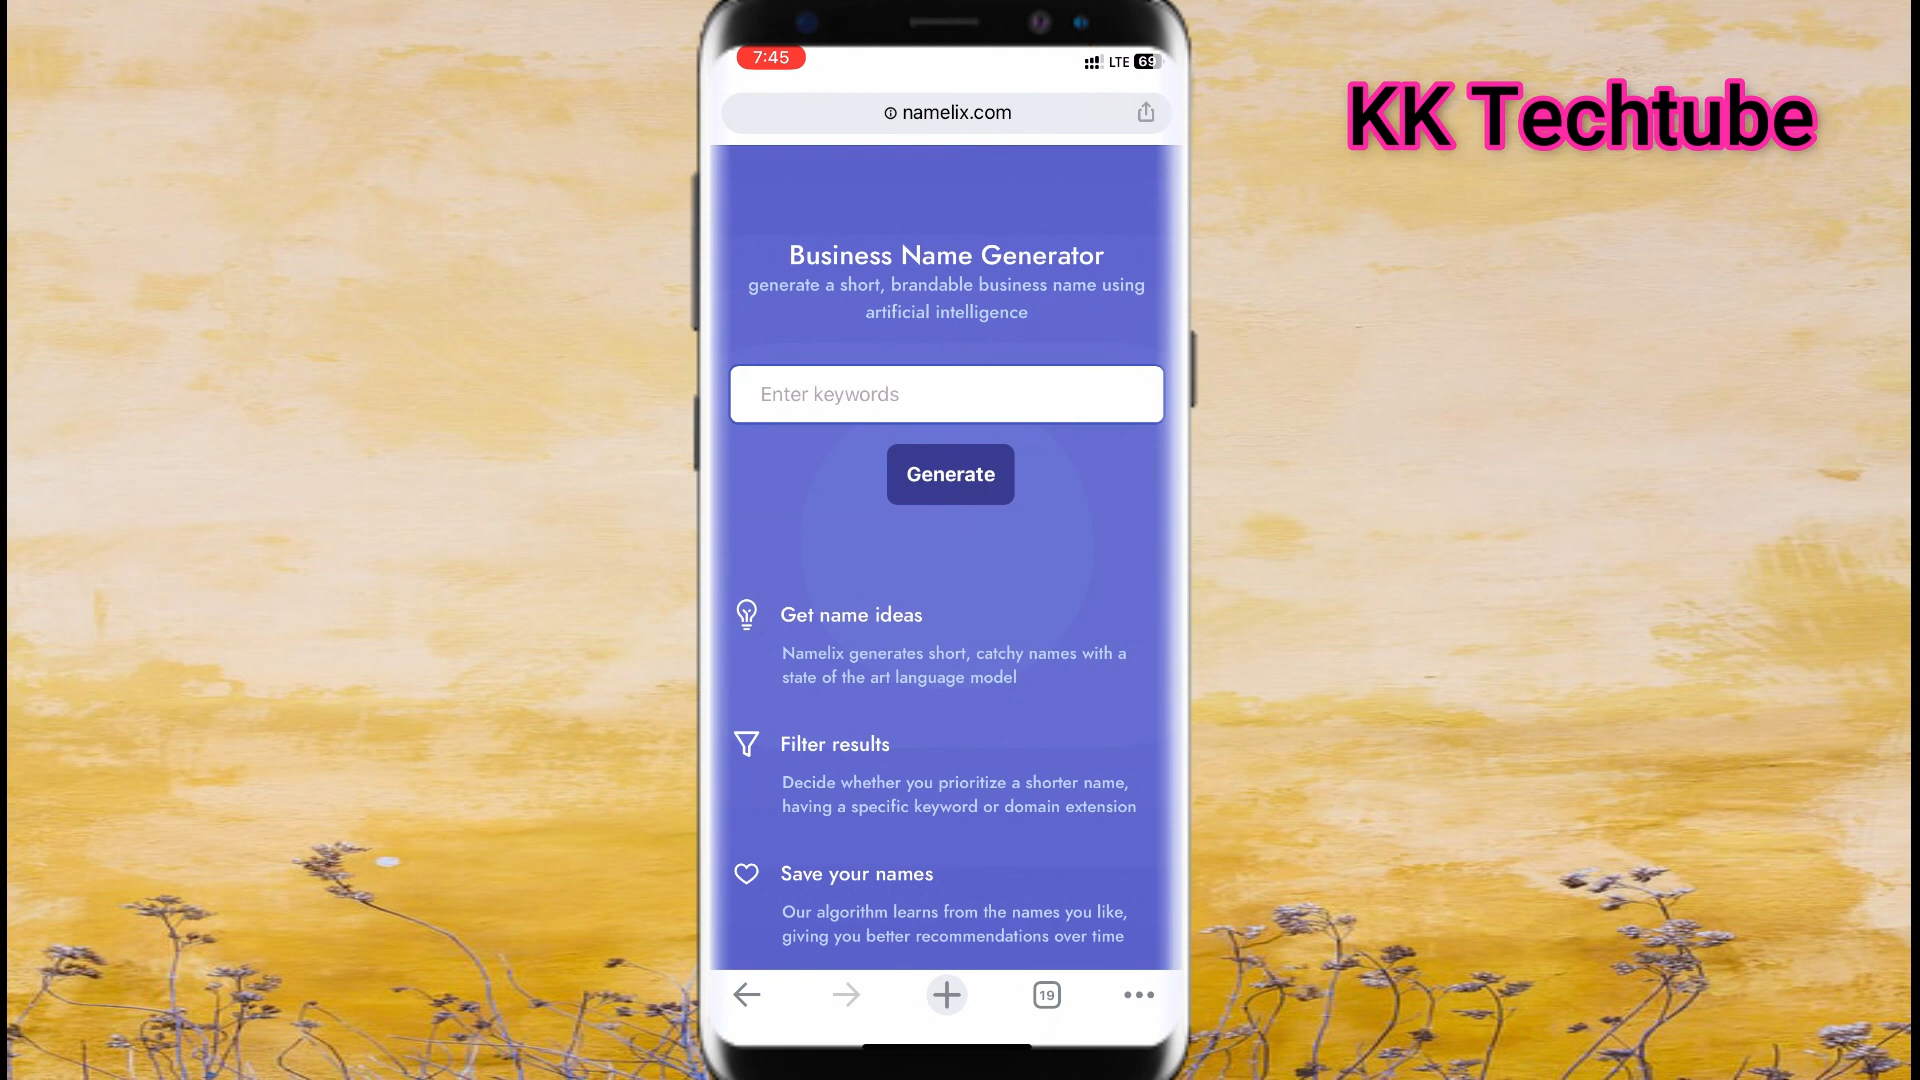 7:45
LTE 69
namelix.com
KK Techtube
Business Name Generator
generate a short, brandable business name using
artificial intelligence
Enter keywords
Generate
Get name ideas
Namelix generates short, catchy names with a
state of the art language model
Filter results
Decide whether you prioritize a shorter name,
having a specific keyword or domain extension
Save your names
Our algorithm learns from the names you like,
giving you better recommendations over time
19